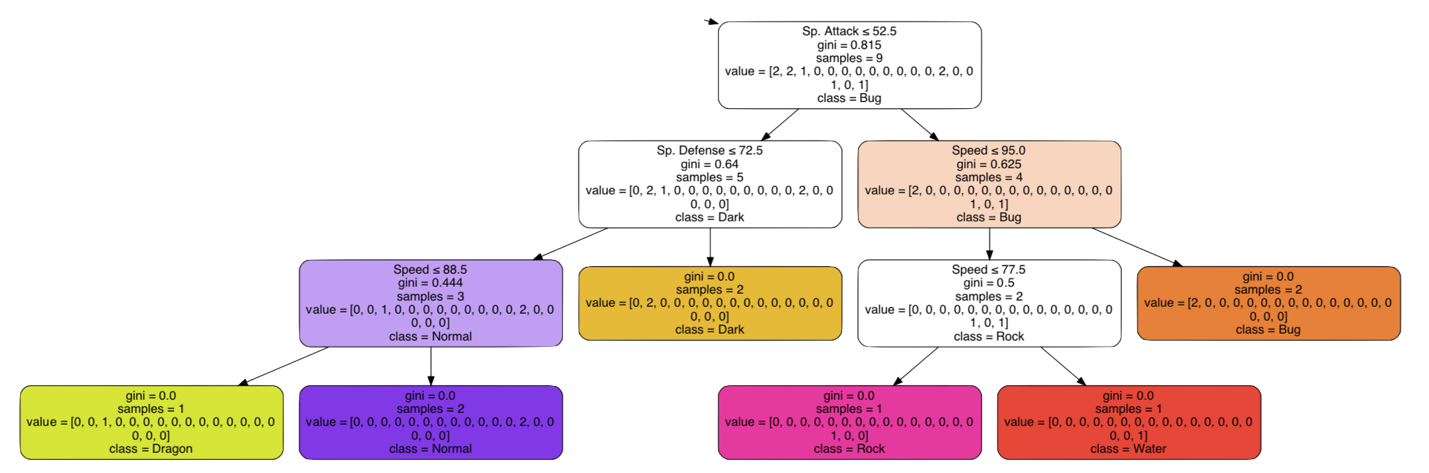 Sp. Attack ≤ 52.5
gini = 0.815
samples = 9
value = [2, 2, 1, 0, 0, 0, 0, 0, 0, 0, 0, 0, 2, 0, 0
1, 0, 1]
class = Bug
Sp. Defense ≤ 72.5
gini = 0.64
samples = 5
value = [0, 2, 1, 0, 0, 0, 0, 0, 0, 0, 0, 0, 2, 0, 0
0, 0, 0]
class = Dark
Speed ≤ 95.0
gini = 0.625
samples = 4
value = [2, 0, 0, 0, 0, 0, 0, 0, 0, 0, 0, 0, 0, 0, 0
1, 0, 1]
class = Bug
Speed ≤ 88.5
gini = 0.444
samples = 3
value = [0, 0, 1, 0, 0, 0, 0, 0, 0, 0, 0, 0, 2, 0, 0
0, 0, 0]
class = Normal
gini = 0.0
samples = 2
value = [0, 2, 0, 0, 0, 0, 0, 0, 0, 0, 0, 0, 0, 0, 0
0, 0, 0]
class = Dark
Speed ≤ 77.5
gini = 0.5
samples = 2
value = [0, 0, 0, 0, 0, 0, 0, 0, 0, 0, 0, 0, 0, 0, 0
1, 0, 1]
class = Rock
gini = 0.0
samples = 2
value = [2, 0, 0, 0, 0, 0, 0, 0, 0, 0, 0, 0, 0, 0, 0
0, 0, 0]
class = Bug
gini = 0.0
samples = 1
value = [0, 0, 1, 0, 0, 0, 0, 0, 0, 0, 0, 0, 0, 0, 0
0, 0, 0]
class = Dragon
gini = 0.0
samples = 2
value = [0, 0, 0, 0, 0, 0, 0, 0, 0, 0, 0, 0, 2, 0, 0
0, 0, 0]
class = Normal
gini = 0.0
samples = 1
value = [0, 0, 0, 0, 0, 0, 0, 0, 0, 0, 0, 0, 0, 0, 0
1, 0, 0]
class = Rock
gini = 0.0
samples = 1
value = [0, 0, 0, 0, 0, 0, 0, 0, 0, 0, 0, 0, 0, 0, 0
0, 0, 1]
class = Water